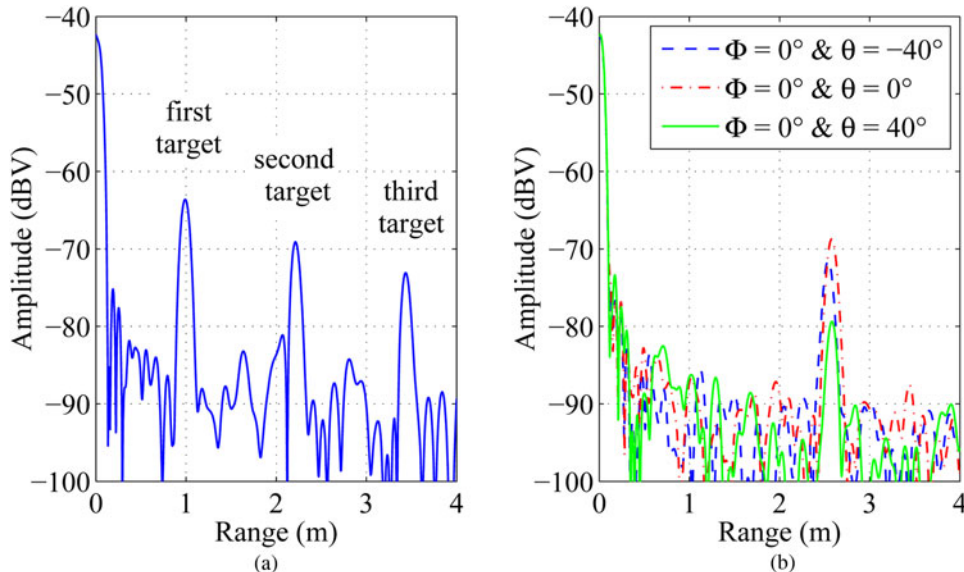 −40
−50
−60
−70
−80
−90
−100
Amplitude (dBV)
first
target
second
target
third
target
0
1
2
3
4
Range (m)
(a)
−40
−50
−60
−70
−80
−90
−100
Amplitude (dBV)
Φ = 0° & θ = −40°
Φ = 0° & θ = 0°
Φ = 0° & θ = 40°
0
1
2
3
4
Range (m)
(b)